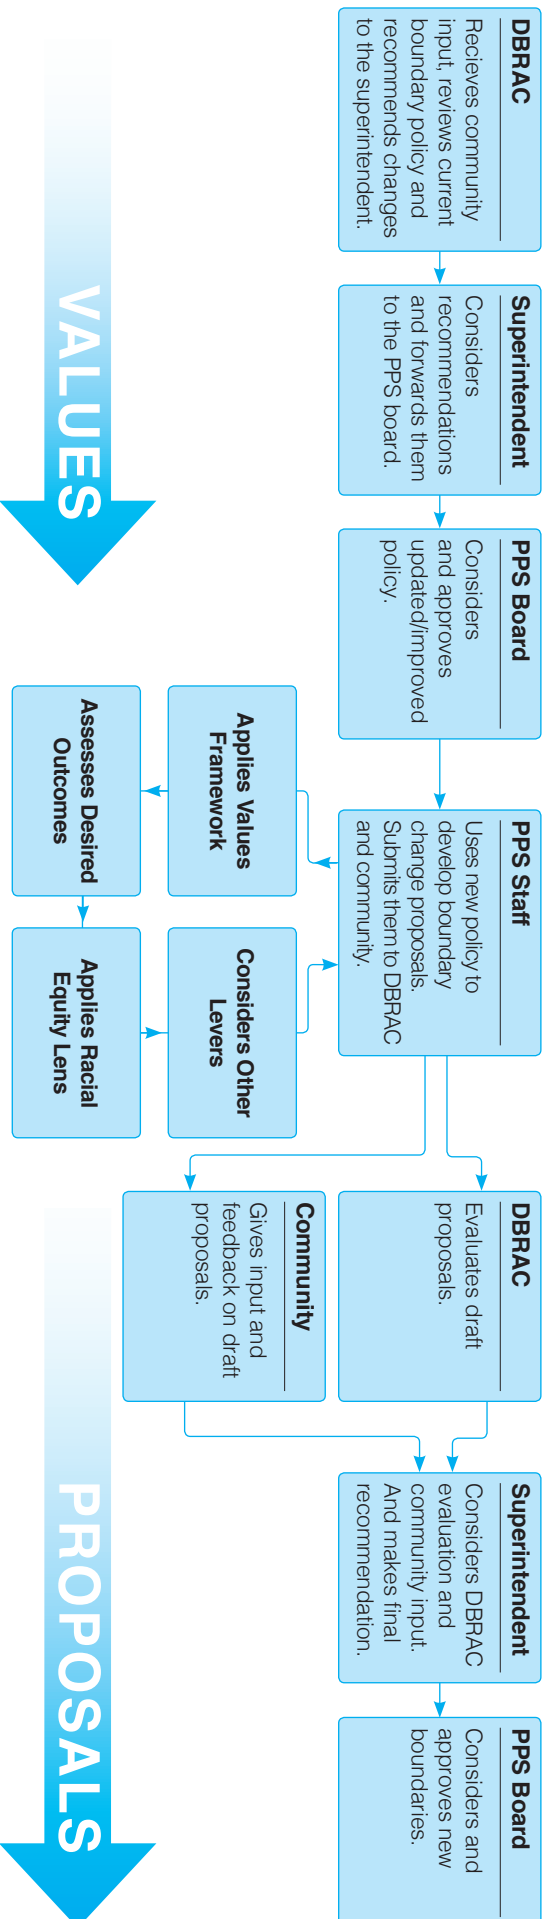 DBRAC
Recieves community
input, reviews current
boundary policy and
recommends changes
to the superintendent.
Superintendent
Considers
recommendations
and forwards them
to the PPS board.
PPS Board
Considers
and approves
updated/improved
policy.
PPS Staff
Uses new policy to
develop boundary
change proposals.
Submits them to DBRAC
and community.
Applies Values
Framework
Assesses Desired
Outcomes
Applies Racial
Equity Lens
Considers Other
Levers
DBRAC
Evaluates draft
proposals.
Community
Gives input and
feedback on draft
proposals.
Superintendent
Considers DBRAC
evaluation and
community input.
And makes final
recommendation.
PPS Board
Considers and
approves new
boundaries.
VALUES
PROPOSALS